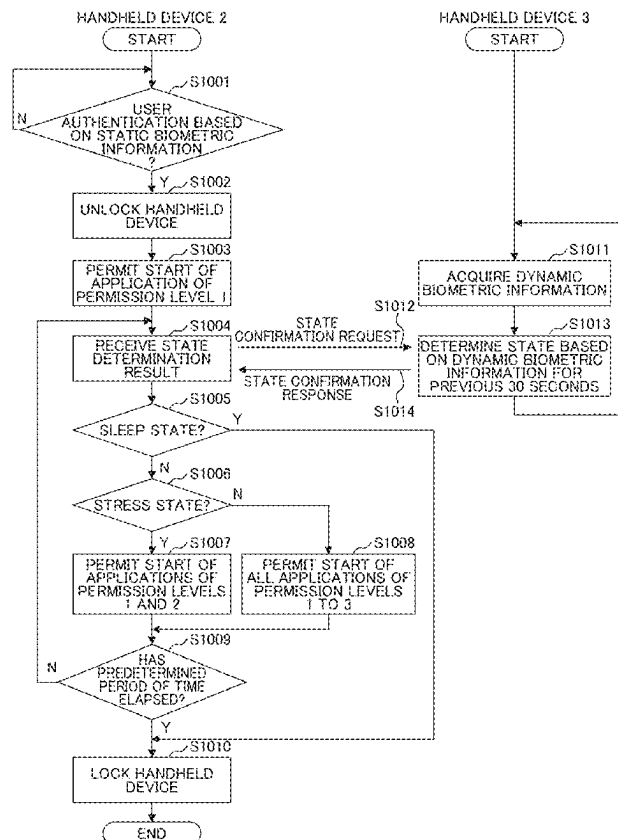 HANDHELD DEVICE 2
START
S1001
USER
AUTHENTICATION BASED
ON STATIC BIOMETRIC
INFORMATION
?
N
Y
S1002
UNLOCK HANDHELD
DEVICE
S1003
PERMIT START OF
APPLICATION OF
PERMISSION LEVEL 1
S1004
RECEIVE STATE
DETERMINATION
RESULT
S1005
SLEEP STATE?
Y
N
S1006
STRESS STATE?
N
Y
S1007
PERMIT START OF
APPLICATIONS OF
PERMISSION LEVELS
1 AND 2
S1008
PERMIT START OF
ALL APPLICATIONS OF
PERMISSION LEVELS
1 TO 3
S1009
HAS
PREDETERMINED
PERIOD OF TIME
ELAPSED?
N
Y
S1010
LOCK HANDHELD
DEVICE
END
HANDHELD DEVICE 3
START
S1011
ACQUIRE DYNAMIC
BIOMETRIC INFORMATION
S1012
STATE
CONFIRMATION REQUEST
S1013
DETERMINE STATE BASED
ON DYNAMIC BIOMETRIC
INFORMATION FOR
PREVIOUS 30 SECONDS
STATE CONFIRMATION
RESPONSE
S1014